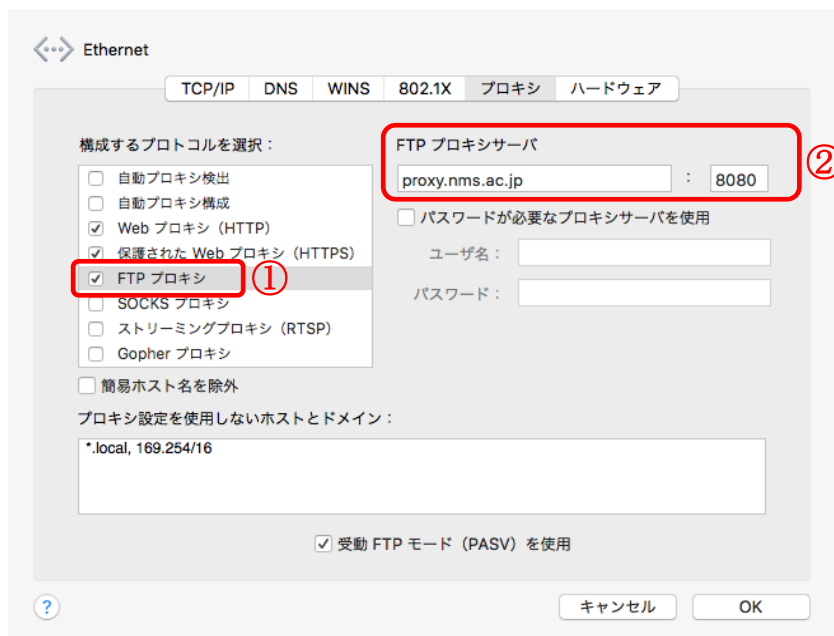 Ethernet
TCP/IP DNS WINS 802.1X プロキシ ハードウェア
構成するプロトコルを選択：
自動プロキシ検出
自動プロキシ構成
Web プロキシ（HTTP）
保護された Web プロキシ（HTTPS）
FTP プロキシ
①
SOCKS プロキシ
ストリーミングプロキシ（RTSP）
Gopher プロキシ
FTP プロキシサーバ
proxy.nms.ac.jp : 8080
②
パスワードが必要なプロキシサーバを使用
ユーザ名：
パスワード：
簡易ホスト名を除外
プロキシ設定を使用しないホストとドメイン：
*.local, 169.254/16
受動 FTP モード（PASV）を使用
?
キャンセル OK